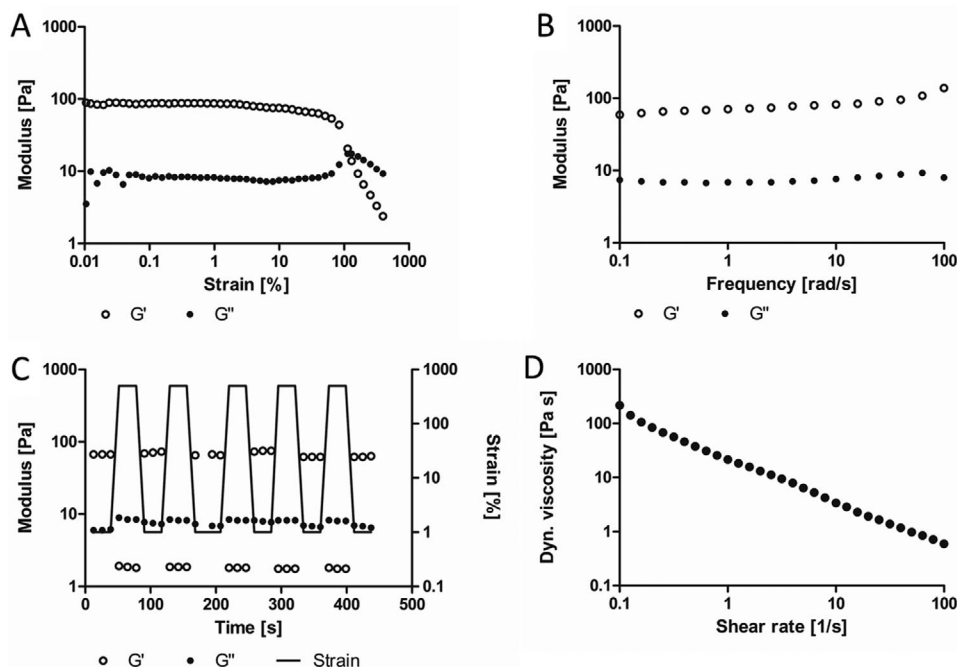 A
Modulus [Pa]
1000
100
10
1
0.01 0.1 1 10 100 1000
Strain [%]
G' G"
B
Modulus [Pa]
1000
100
10
1
0.1 1 10 100
Frequency [rad/s]
G' G"
C
Modulus [Pa]
1000
100
10
1
1000
100
10
1
0.1
Strain [%]
0 100 200 300 400 500
Time [s]
G' G" Strain
D
Dyn. viscosity [Pa s]
1000
100
10
1
0.1
0.1 1 10 100
Shear rate [1/s]